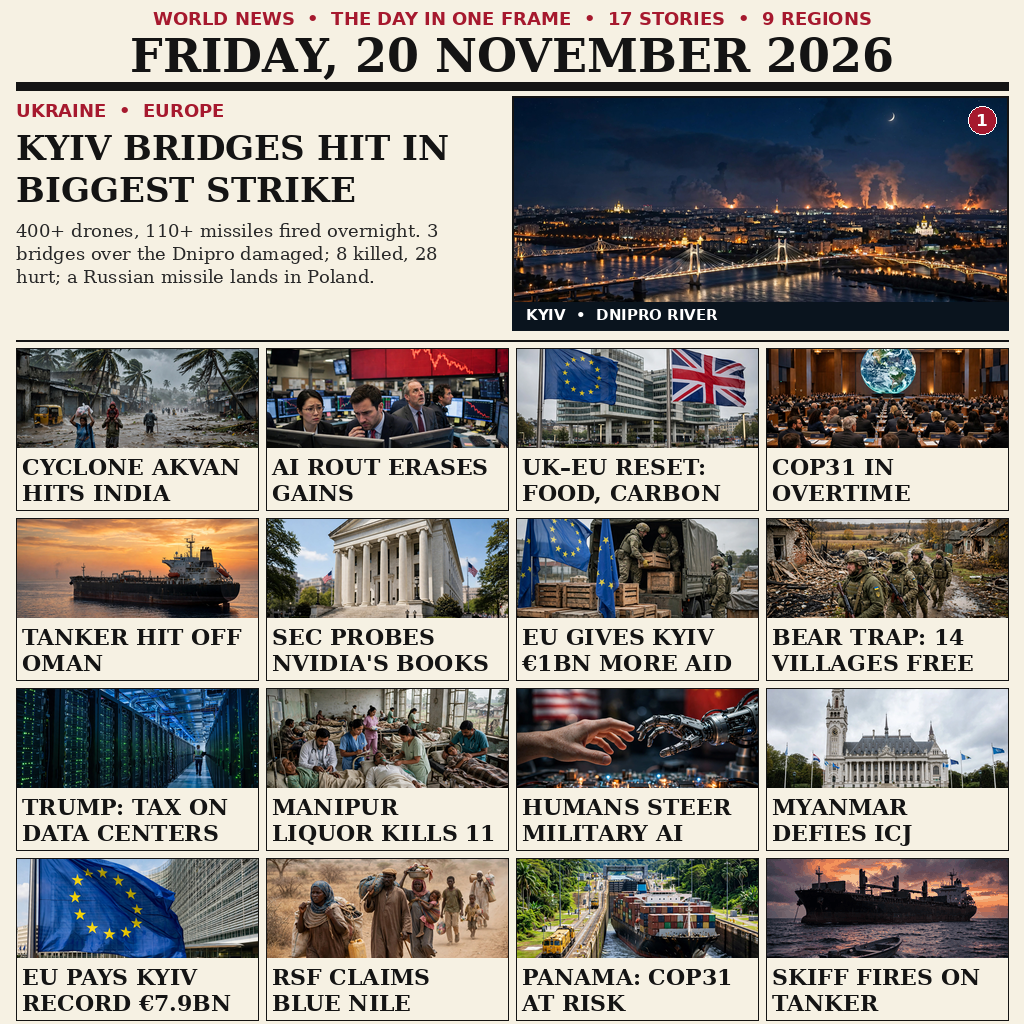 WORLD NEWS • THE DAY IN ONE FRAME • 17 STORIES • 9 REGIONS
FRIDAY, 20 NOVEMBER 2026
UKRAINE • EUROPE
KYIV BRIDGES HIT IN
BIGGEST STRIKE
400+ drones, 110+ missiles fired overnight. 3
bridges over the Dnipro damaged; 8 killed, 28
hurt; a Russian missile lands in Poland.
1
KYIV • DNIPRO RIVER
CYCLONE AKVAN
HITS INDIA
AI ROUT ERASES
GAINS
UK–EU RESET:
FOOD, CARBON
COP31 IN
OVERTIME
TANKER HIT OFF
OMAN
SEC PROBES
NVIDIA'S BOOKS
EU GIVES KYIV
€1BN MORE AID
BEAR TRAP: 14
VILLAGES FREE
TRUMP: TAX ON
DATA CENTERS
MANIPUR
LIQUOR KILLS 11
HUMANS STEER
MILITARY AI
MYANMAR
DEFIES ICJ
EU PAYS KYIV
RECORD €7.9BN
RSF CLAIMS
BLUE NILE
PANAMA: COP31
AT RISK
SKIFF FIRES ON
TANKER